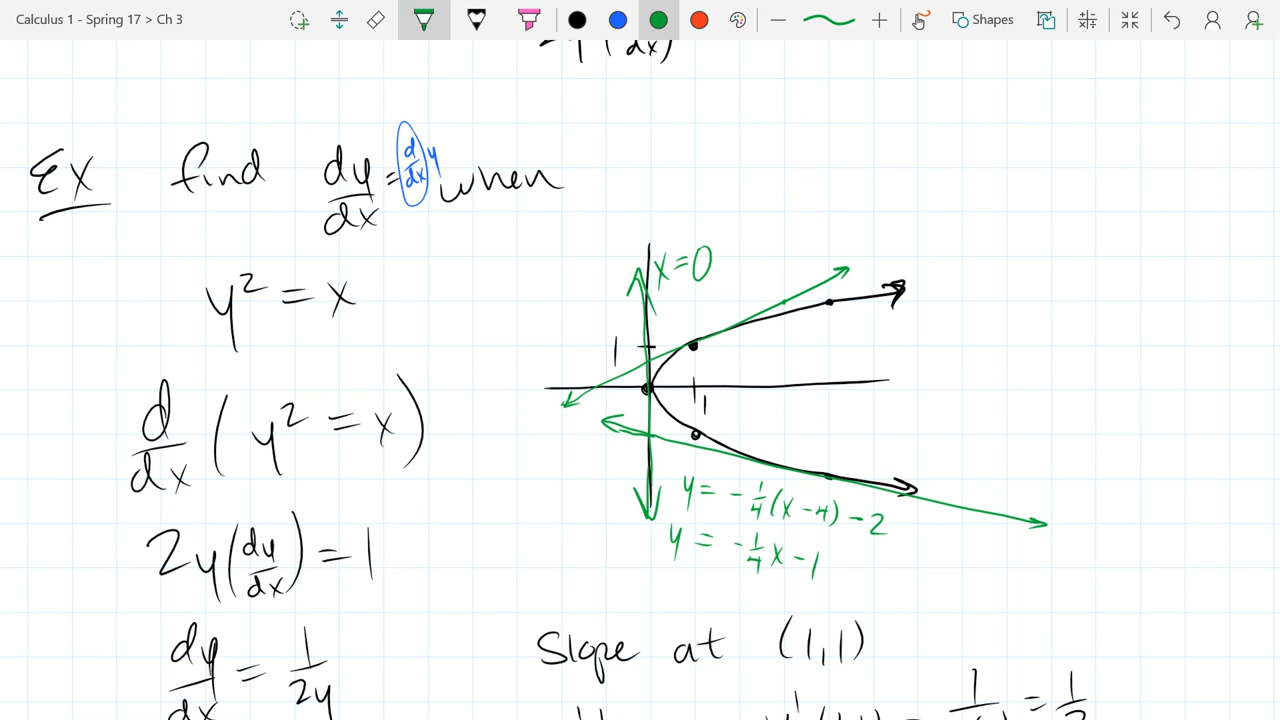 Calculus 1 - Spring 17 > Ch 3
Shapes
Ex find dy/dx = d/dx y when
y² = x
d/dx (y² = x)
2y(dy/dx) = 1
dy/dx = 1/2y
x = 0
1
1
y = -1/4(x-4)-2
y = -1/4x-1
Slope at (1,1)
= 1/2